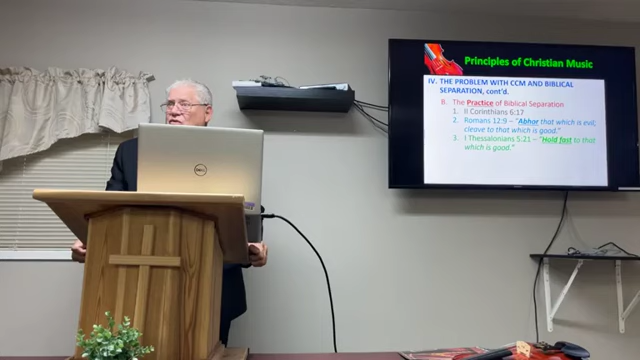 Principles of Christian Music
IV. THE PROBLEM WITH CCM AND BIBLICAL
SEPARATION, cont'd.
B. The Practice of Biblical Separation
1. II Corinthians 6:17
2. Romans 12:9 – "Abhor that which is evil;
cleave to that which is good."
3. I Thessalonians 5:21 – "Hold fast to that
which is good."
DELL